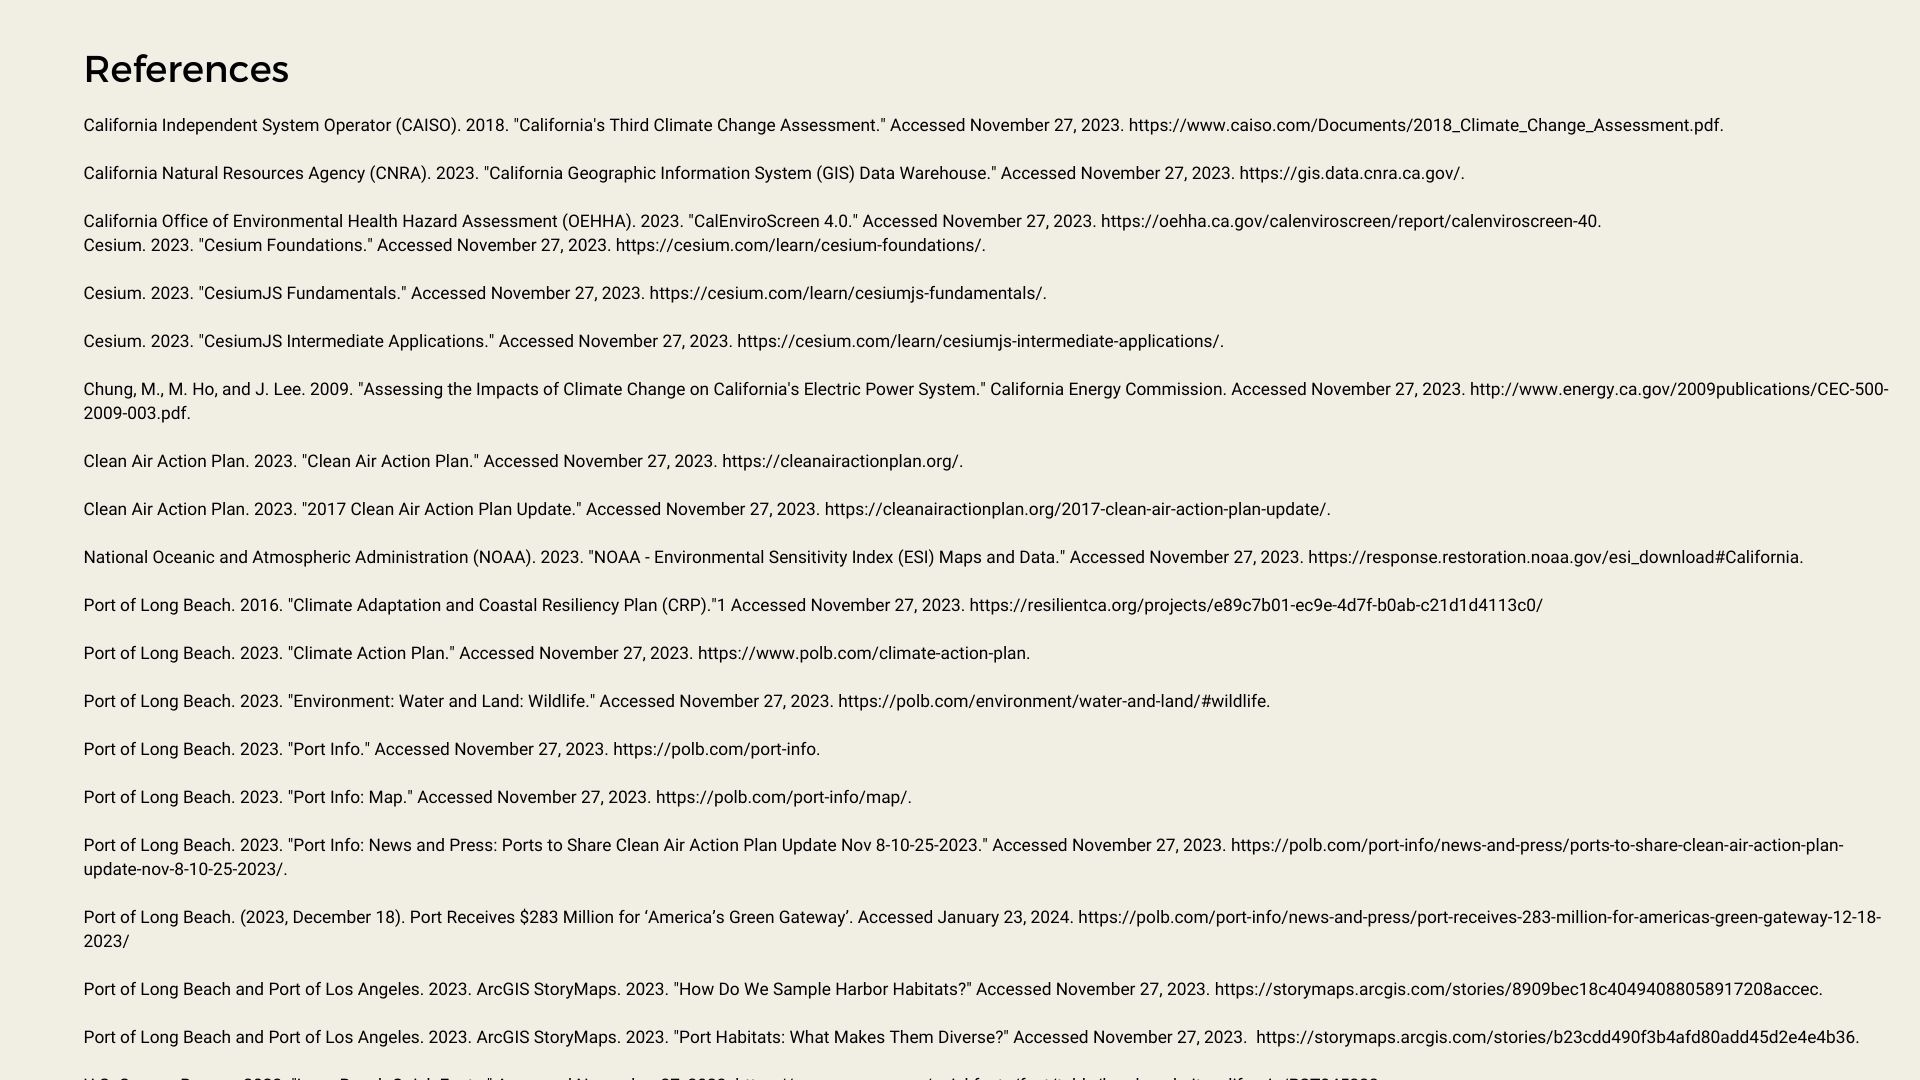 References
California Independent System Operator (CAISO). 2018. "California's Third Climate Change Assessment." Accessed November 27, 2023. https://www.caiso.com/Documents/2018_Climate_Change_Assessment.pdf.
California Natural Resources Agency (CNRA). 2023. "California Geographic Information System (GIS) Data Warehouse." Accessed November 27, 2023. https://gis.data.cnra.ca.gov/.
California Office of Environmental Health Hazard Assessment (OEHHA). 2023. "CalEnviroScreen 4.0." Accessed November 27, 2023. https://oehha.ca.gov/calenviroscreen/report/calenviroscreen-40.
Cesium. 2023. "Cesium Foundations." Accessed November 27, 2023. https://cesium.com/learn/cesium-foundations/.
Cesium. 2023. "CesiumJS Fundamentals." Accessed November 27, 2023. https://cesium.com/learn/cesiumjs-fundamentals/.
Cesium. 2023. "CesiumJS Intermediate Applications." Accessed November 27, 2023. https://cesium.com/learn/cesiumjs-intermediate-applications/.
Chung, M., M. Ho, and J. Lee. 2009. "Assessing the Impacts of Climate Change on California's Electric Power System." California Energy Commission. Accessed November 27, 2023. http://www.energy.ca.gov/2009publications/CEC-500-
2009-003.pdf.
Clean Air Action Plan. 2023. "Clean Air Action Plan." Accessed November 27, 2023. https://cleanairactionplan.org/.
Clean Air Action Plan. 2023. "2017 Clean Air Action Plan Update." Accessed November 27, 2023. https://cleanairactionplan.org/2017-clean-air-action-plan-update/.
National Oceanic and Atmospheric Administration (NOAA). 2023. "NOAA - Environmental Sensitivity Index (ESI) Maps and Data." Accessed November 27, 2023. https://response.restoration.noaa.gov/esi_download#California.
Port of Long Beach. 2016. "Climate Adaptation and Coastal Resiliency Plan (CRP)."1 Accessed November 27, 2023. https://resilientca.org/projects/e89c7b01-ec9e-4d7f-b0ab-c21d1d4113c0/
Port of Long Beach. 2023. "Climate Action Plan." Accessed November 27, 2023. https://www.polb.com/climate-action-plan.
Port of Long Beach. 2023. "Environment: Water and Land: Wildlife." Accessed November 27, 2023. https://polb.com/environment/water-and-land/#wildlife.
Port of Long Beach. 2023. "Port Info." Accessed November 27, 2023. https://polb.com/port-info.
Port of Long Beach. 2023. "Port Info: Map." Accessed November 27, 2023. https://polb.com/port-info/map/.
Port of Long Beach. 2023. "Port Info: News and Press: Ports to Share Clean Air Action Plan Update Nov 8-10-25-2023." Accessed November 27, 2023. https://polb.com/port-info/news-and-press/ports-to-share-clean-air-action-plan-
update-nov-8-10-25-2023/.
Port of Long Beach. (2023, December 18). Port Receives $283 Million for ‘America’s Green Gateway’. Accessed January 23, 2024. https://polb.com/port-info/news-and-press/port-receives-283-million-for-americas-green-gateway-12-18-
2023/
Port of Long Beach and Port of Los Angeles. 2023. ArcGIS StoryMaps. 2023. "How Do We Sample Harbor Habitats?" Accessed November 27, 2023. https://storymaps.arcgis.com/stories/8909bec18c40494088058917208accec.
Port of Long Beach and Port of Los Angeles. 2023. ArcGIS StoryMaps. 2023. "Port Habitats: What Makes Them Diverse?" Accessed November 27, 2023.  https://storymaps.arcgis.com/stories/b23cdd490f3b4afd80add45d2e4e4b36.